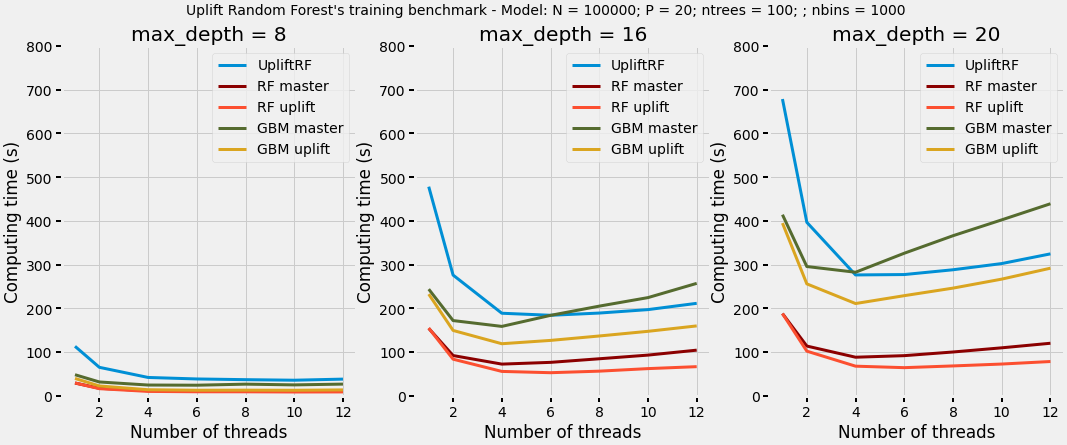 Uplift Random Forest's training benchmark - Model: N = 100000; P = 20; ntrees = 100; ; nbins = 1000
max_depth = 8
800
700
600
500
400
300
200
100
0
Computing time (s)
UpliftRF
RF master
RF uplift
GBM master
GBM uplift
2 4 6 8 10 12
Number of threads
max_depth = 16
800
700
600
500
400
300
200
100
0
Computing time (s)
UpliftRF
RF master
RF uplift
GBM master
GBM uplift
2 4 6 8 10 12
Number of threads
max_depth = 20
800
700
600
500
400
300
200
100
0
Computing time (s)
UpliftRF
RF master
RF uplift
GBM master
GBM uplift
2 4 6 8 10 12
Number of threads